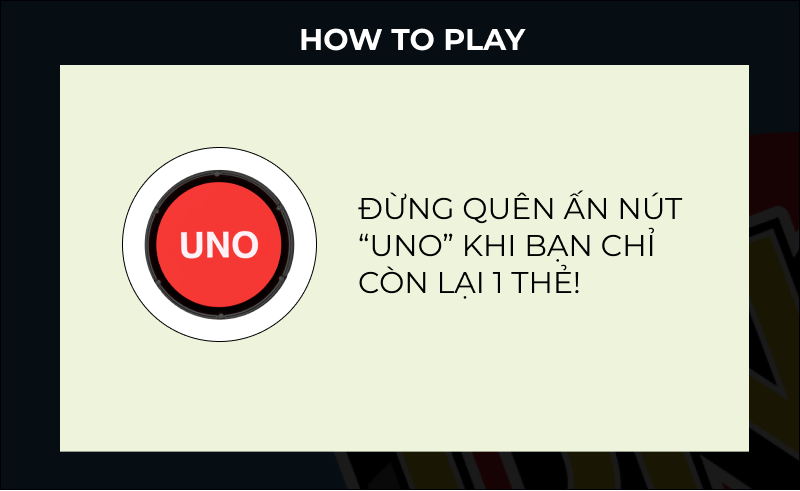 HOW TO PLAY
UNO
ĐỪNG QUÊN ẤN NÚT
“UNO” KHI BẠN CHỈ
CÒN LẠI 1 THẺ!